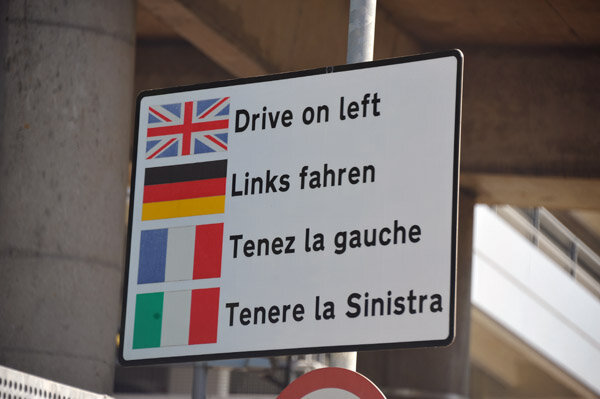 Drive on left
Links fahren
Tenez la gauche
Tenere la Sinistra